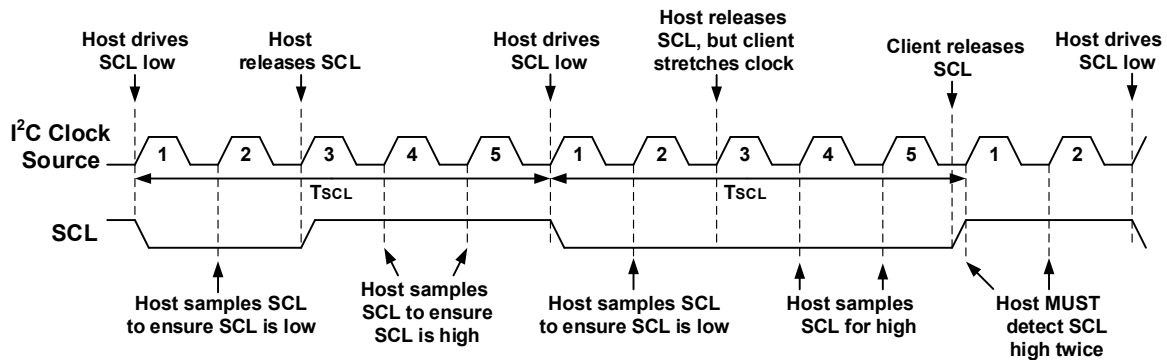 Host drives
SCL low
Host
releases SCL
Host drives
SCL low
Host releases
SCL, but client
stretches clock
Client releases
SCL
Host drives
SCL low
I²C Clock
Source
1 2 3 4 5 1 2 3 4 5 1 2
TSCL TSCL
SCL
Host samples SCL
to ensure SCL is low
Host samples
SCL to ensure
SCL is high
Host samples SCL
to ensure SCL is low
Host samples
SCL for high
Host MUST
detect SCL
high twice